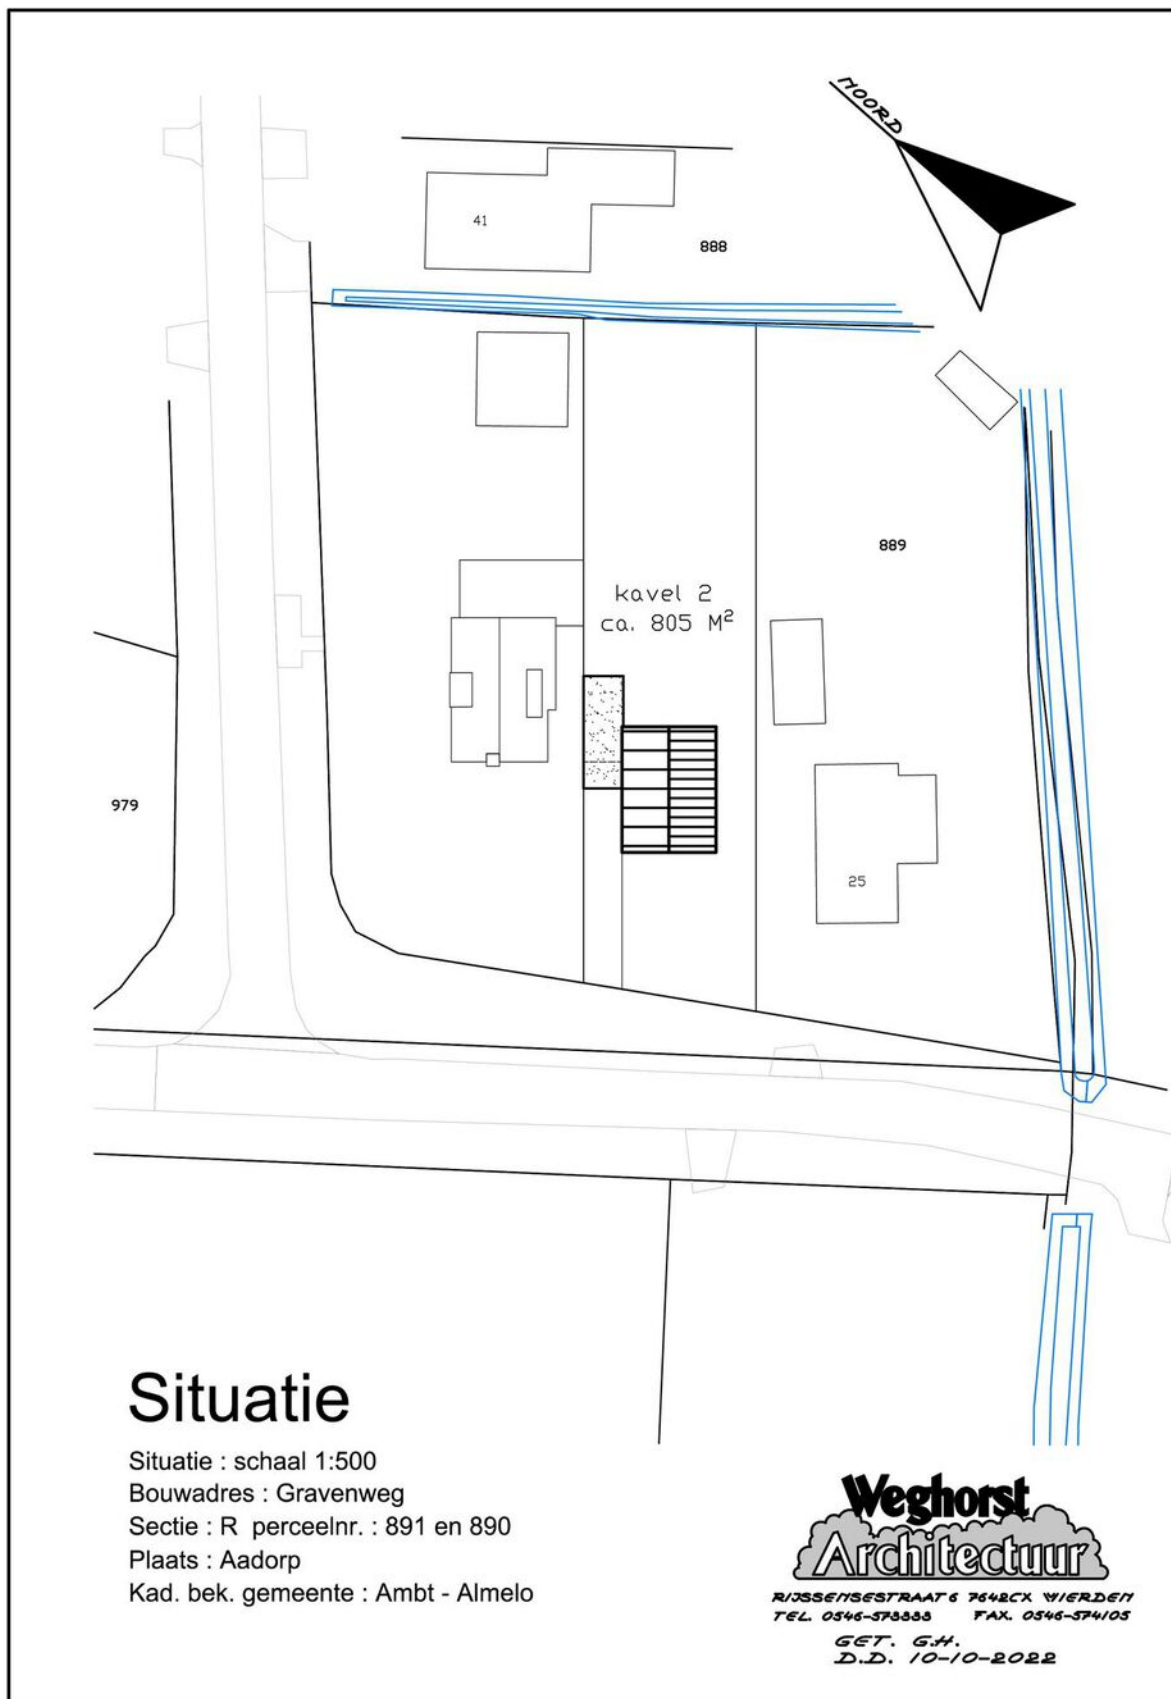 NOORD
41
888
889
kavel 2
ca. 805 M²
979
25
Situatie
Situatie : schaal 1:500
Bouwadres : Gravenweg
Sectie : R perceelnr. : 891 en 890
Plaats : Aadorp
Kad. bek. gemeente : Ambt - Almelo
Weghorst
Architectuur
RIJSSENSESTRAAT 6 7642CX WIERDEN
TEL. 0546-573333 FAX. 0546-574105
GET. G.H.
D.D. 10-10-2022